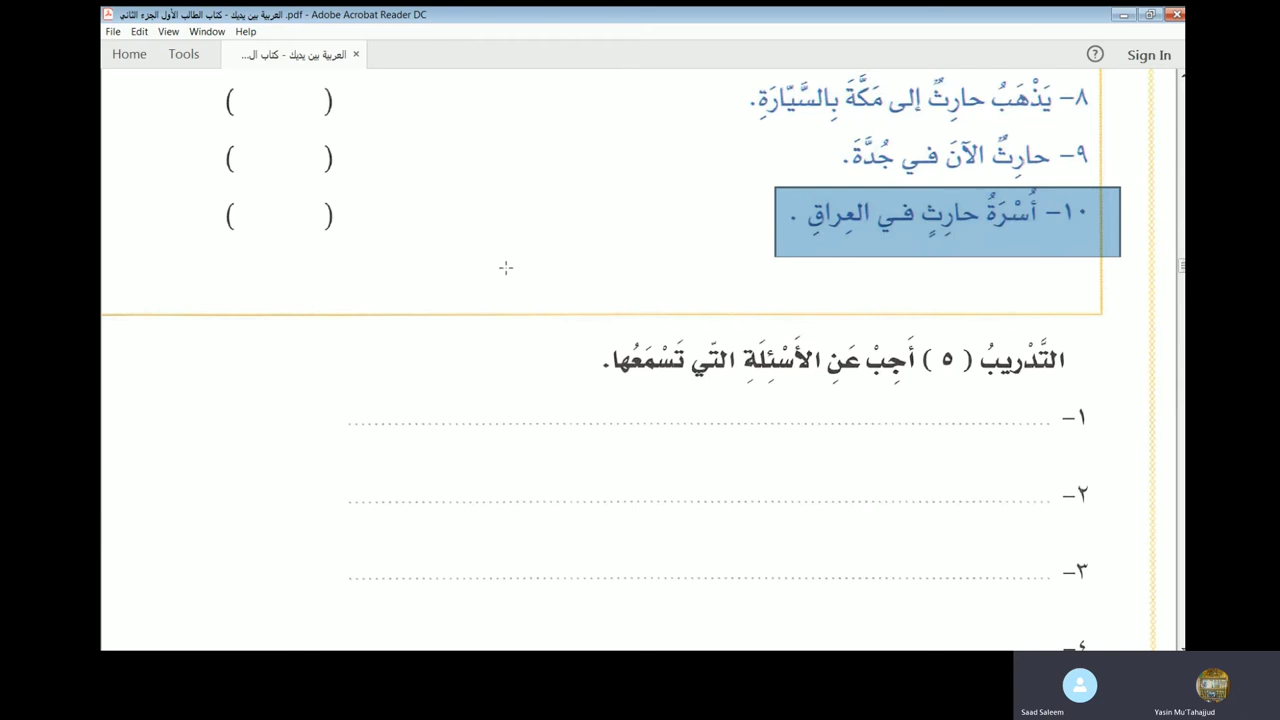 العربية بين يديك - كتاب الطالب الأول الجزء الثاني .pdf - Adobe Acrobat Reader DC
File Edit View Window Help
Home Tools العربية بين يديك - كتاب ال... × ? Sign In
٨- يَذْهَبُ حارِثٌ إلى مَكَّةَ بِالسَّيّارَةِ. ( )
٩- حارِثٌ الآنَ في جُدَّةَ. ( )
١٠- أُسْرَةُ حارِثٍ في العِراقِ . ( )
التَّدْريبُ ( ٥ ) أَجِبْ عَنِ الأَسْئِلَةِ التّي تَسْمَعُها.
١- ........................................
٢- ........................................
٣- ........................................
٤-
Saad Saleem Yasin Mu`Tahajjud